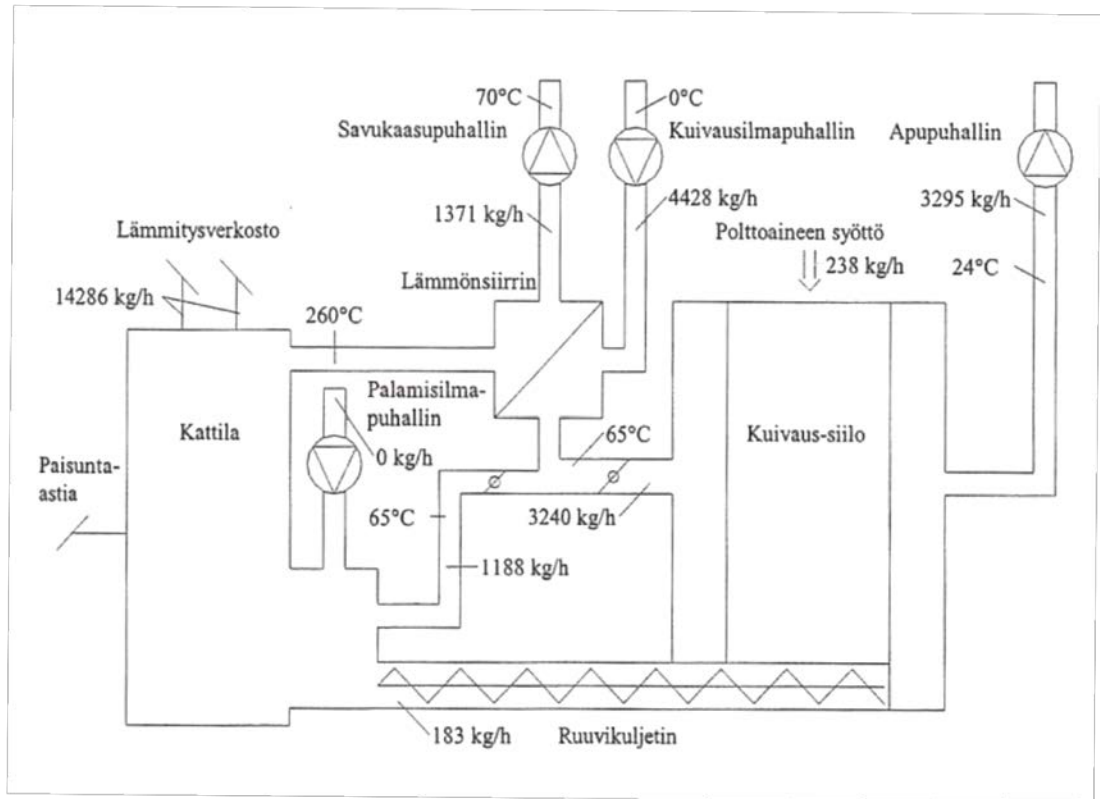 70°C
0°C
Savukaasupuhallin
Kuivausilmapuhallin
Apupuhallin
1371 kg/h
4428 kg/h
3295 kg/h
Lämmitysverkosto
Polttoaineen syöttö
238 kg/h
24°C
Lämmönsiirrin
14286 kg/h
260°C
Palamisilma-
puhallin
Kattila
0 kg/h
65°C
Kuivaus-siilo
Paisunta-
astia
65°C
3240 kg/h
1188 kg/h
183 kg/h
Ruuvikuljetin